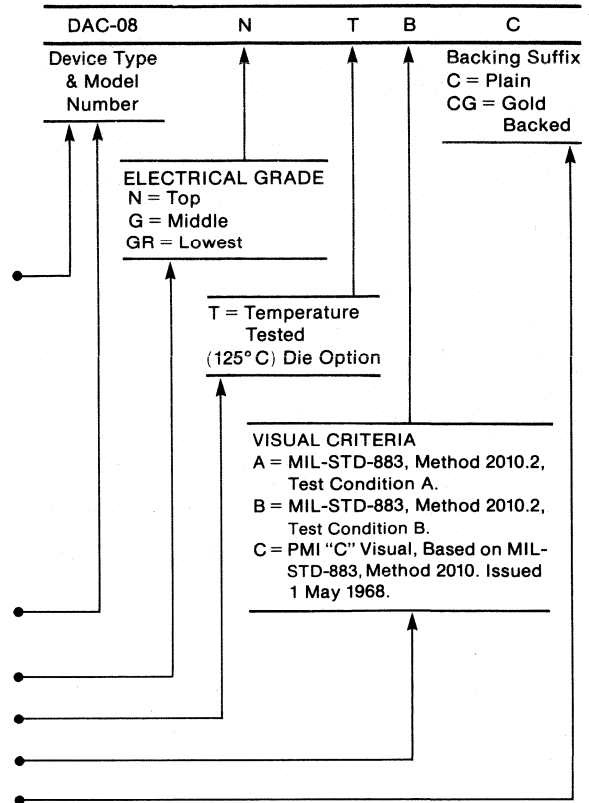 DAC-08 N T B C
Device Type
& Model
Number
Backing Suffix
C = Plain
CG = Gold
Backed
ELECTRICAL GRADE
N = Top
G = Middle
GR = Lowest
T = Temperature
Tested
(125°C) Die Option
VISUAL CRITERIA
A = MIL-STD-883, Method 2010.2,
Test Condition A.
B = MIL-STD-883, Method 2010.2,
Test Condition B.
C = PMI “C” Visual, Based on MIL-
STD-883, Method 2010. Issued
1 May 1968.